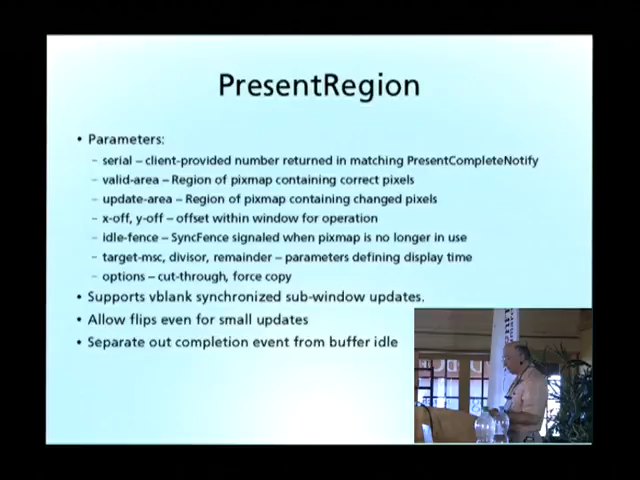 PresentRegion
• Parameters:
– serial – client-provided number returned in matching PresentCompleteNotify
– valid-area – Region of pixmap containing correct pixels
– update-area – Region of pixmap containing changed pixels
– x-off, y-off – offset within window for operation
– idle-fence – SyncFence signaled when pixmap is no longer in use
– target-msc, divisor, remainder – parameters defining display time
– options – cut-through, force copy
• Supports vblank synchronized sub-window updates.
• Allow flips even for small updates
• Separate out completion event from buffer idle